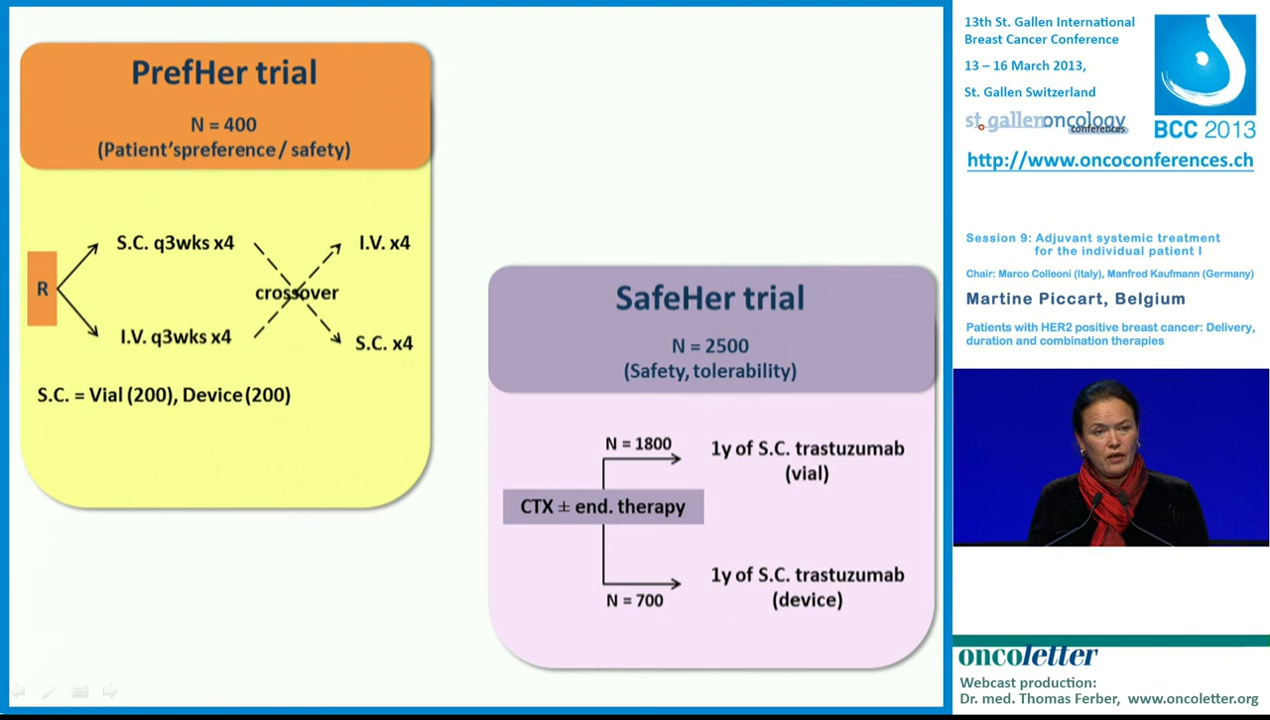 PrefHer trial
N = 400
(Patient'spreference / safety)
S.C. q3wks x4
I.V. x4
R
crossover
I.V. q3wks x4
S.C. x4
S.C. = Vial (200), Device (200)
SafeHer trial
N = 2500
(Safety, tolerability)
N = 1800
1y of S.C. trastuzumab
(vial)
CTX ± end. therapy
1y of S.C. trastuzumab
(device)
N = 700
13th St. Gallen International
Breast Cancer Conference
13 – 16 March 2013,
St. Gallen Switzerland
st.gallenoncology
conferences
BCC 2013
http://www.oncoconferences.ch
Session 9: Adjuvant systemic treatment
for the individual patient I
Chair: Marco Colleoni (Italy), Manfred Kaufmann (Germany)
Martine Piccart, Belgium
Patients with HER2 positive breast cancer: Delivery,
duration and combination therapies
oncoletter
Webcast production:
Dr. med. Thomas Ferber, www.oncoletter.org